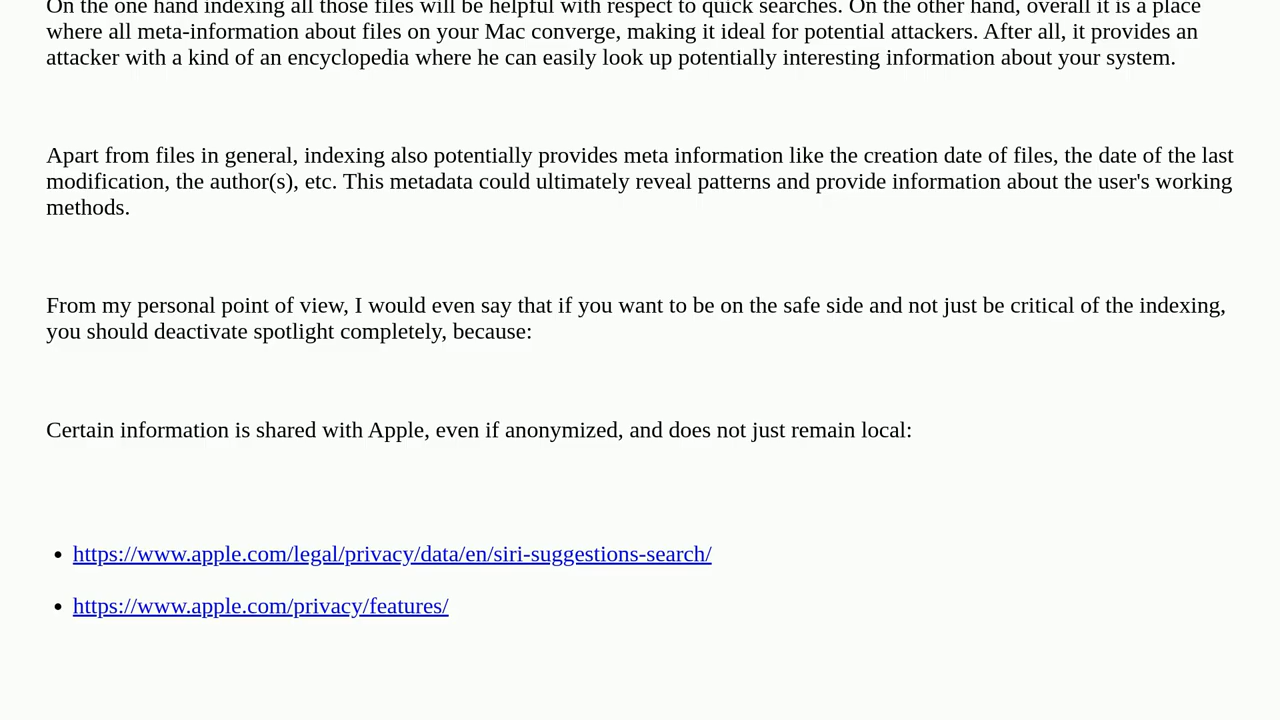 On the one hand indexing all those files will be helpful with respect to quick searches. On the other hand, overall it is a place
where all meta-information about files on your Mac converge, making it ideal for potential attackers. After all, it provides an
attacker with a kind of an encyclopedia where he can easily look up potentially interesting information about your system.
Apart from files in general, indexing also potentially provides meta information like the creation date of files, the date of the last
modification, the author(s), etc. This metadata could ultimately reveal patterns and provide information about the user's working
methods.
From my personal point of view, I would even say that if you want to be on the safe side and not just be critical of the indexing,
you should deactivate spotlight completely, because:
Certain information is shared with Apple, even if anonymized, and does not just remain local:
• https://www.apple.com/legal/privacy/data/en/siri-suggestions-search/
• https://www.apple.com/privacy/features/